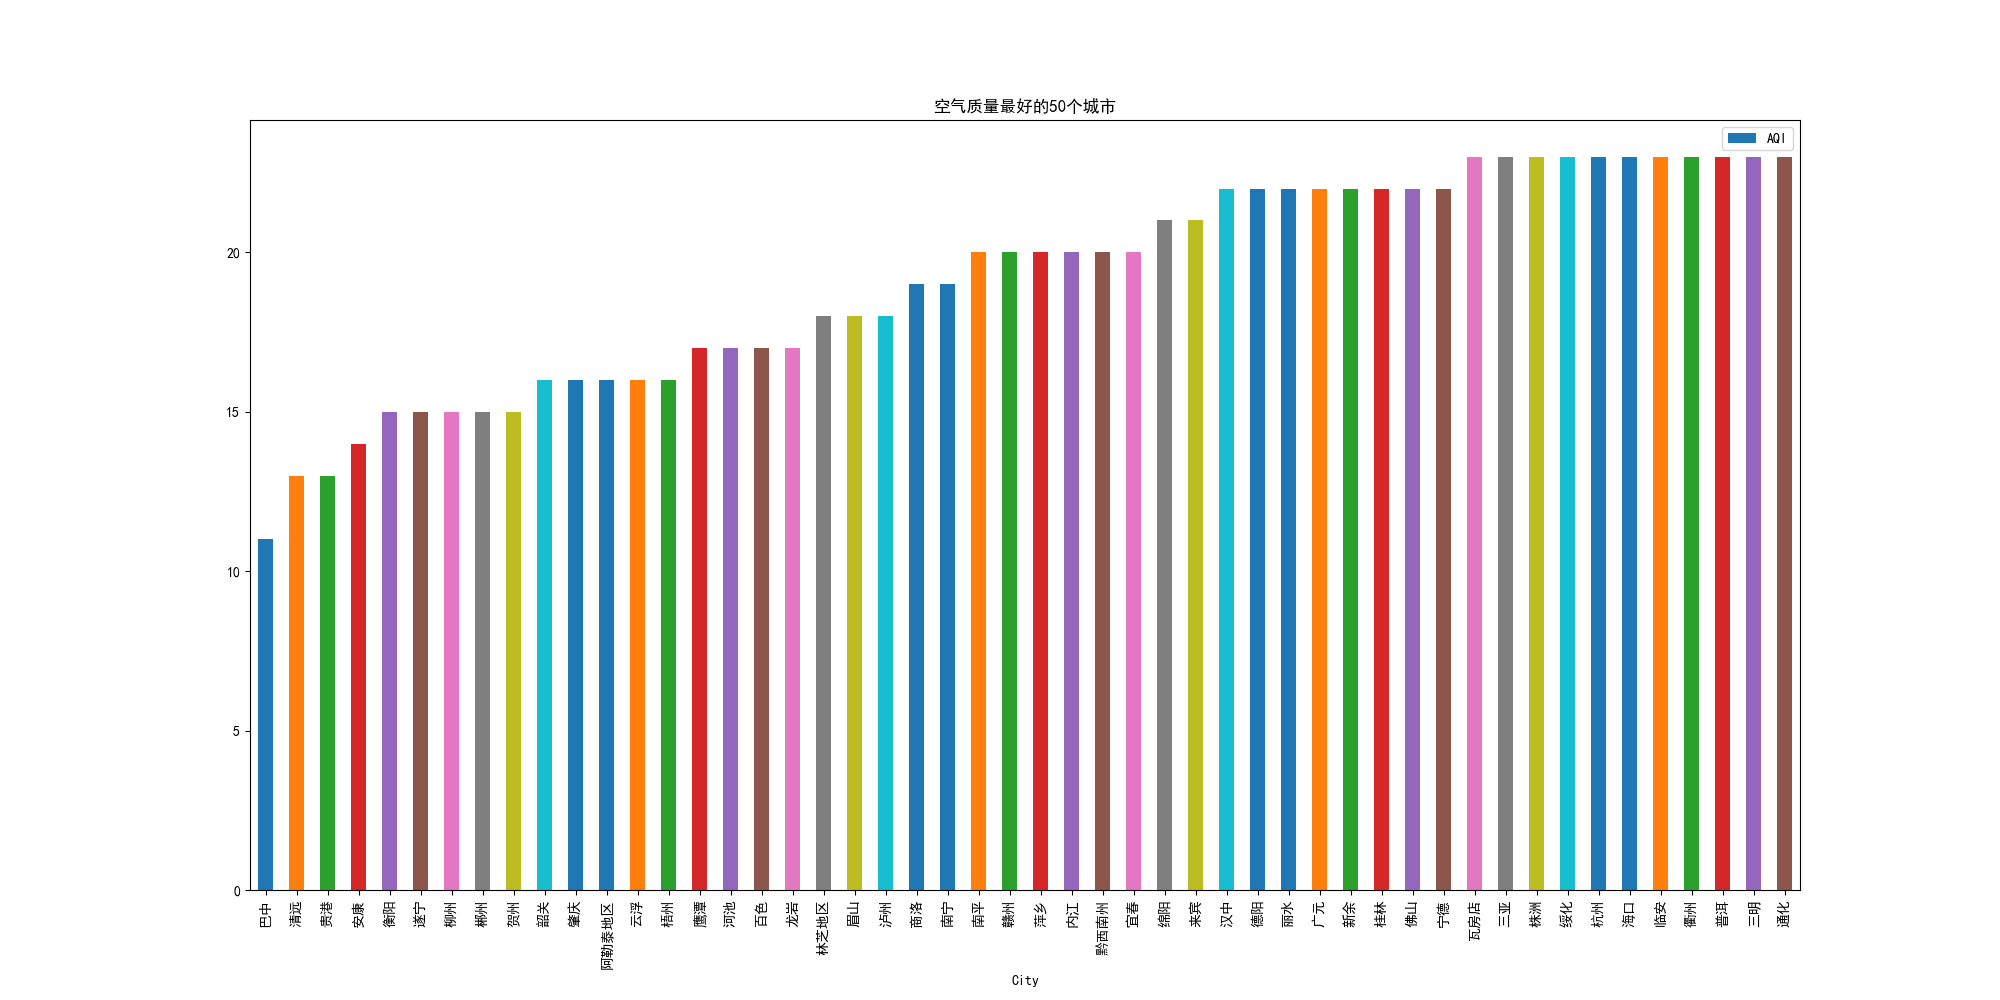 空气质量最好的50个城市
AQI
20
15
10
5
0
巴中
清远
贵港
安康
衡阳
遂宁
柳州
郴州
贺州
韶关
肇庆
阿勒泰地区
云浮
梧州
鹰潭
河池
百色
龙岩
林芝地区
眉山
泸州
商洛
南宁
南平
赣州
萍乡
内江
黔西南州
宜春
绵阳
来宾
汉中
德阳
丽水
广元
新余
桂林
佛山
宁德
瓦房店
三亚
株洲
绥化
杭州
海口
临安
衢州
普洱
三明
通化
City